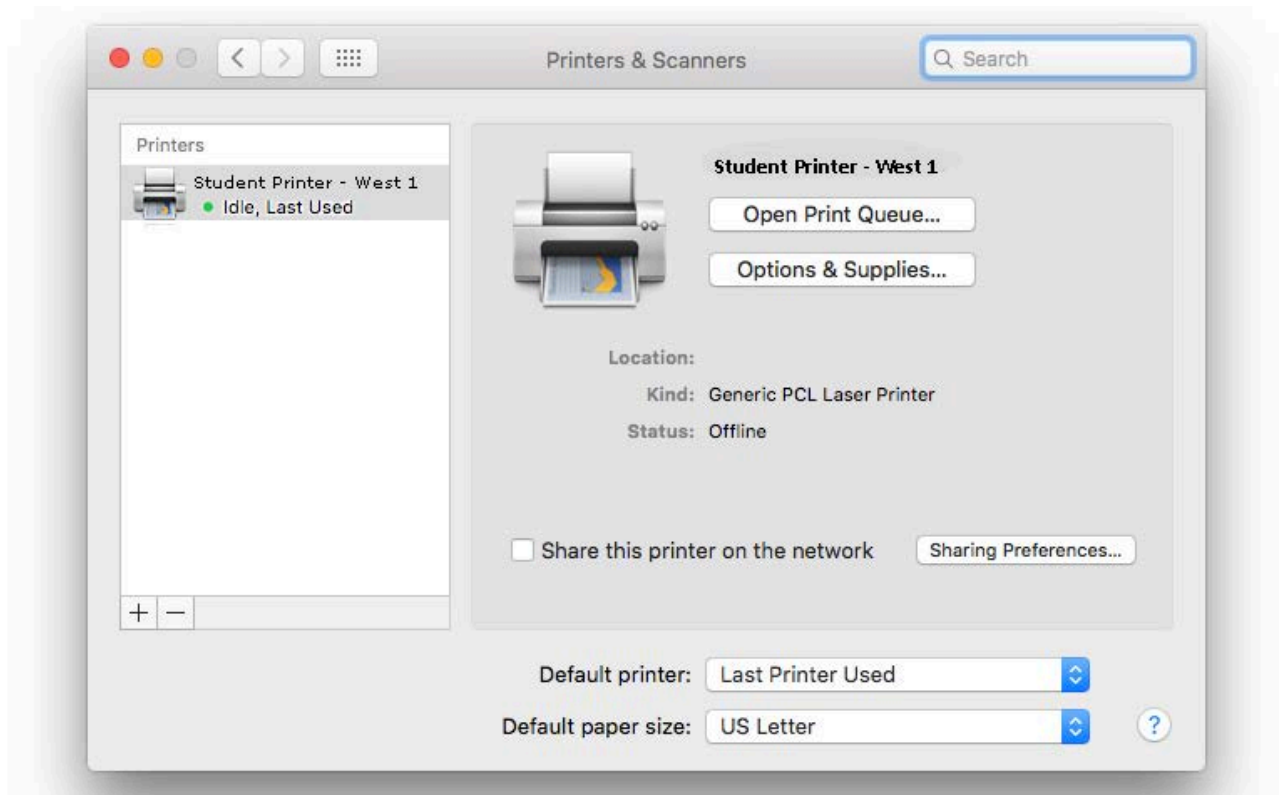 Printers & Scanners
Search
Printers
Student Printer - West 1
Idle, Last Used
Student Printer - West 1
Open Print Queue...
Options & Supplies...
Location:
Kind: Generic PCL Laser Printer
Status: Offline
Share this printer on the network
Sharing Preferences...
+ −
Default printer: Last Printer Used
Default paper size: US Letter
?